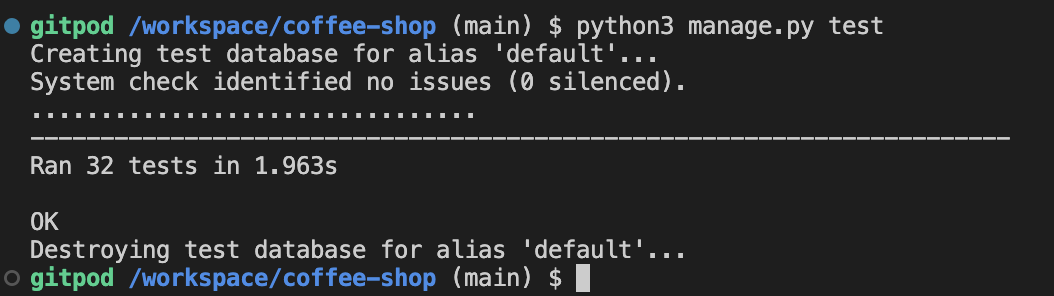 gitpod /workspace/coffee-shop (main) $ python3 manage.py test
Creating test database for alias 'default'...
System check identified no issues (0 silenced).
................................
----------------------------------------------------------------------
Ran 32 tests in 1.963s
OK
Destroying test database for alias 'default'...
gitpod /workspace/coffee-shop (main) $